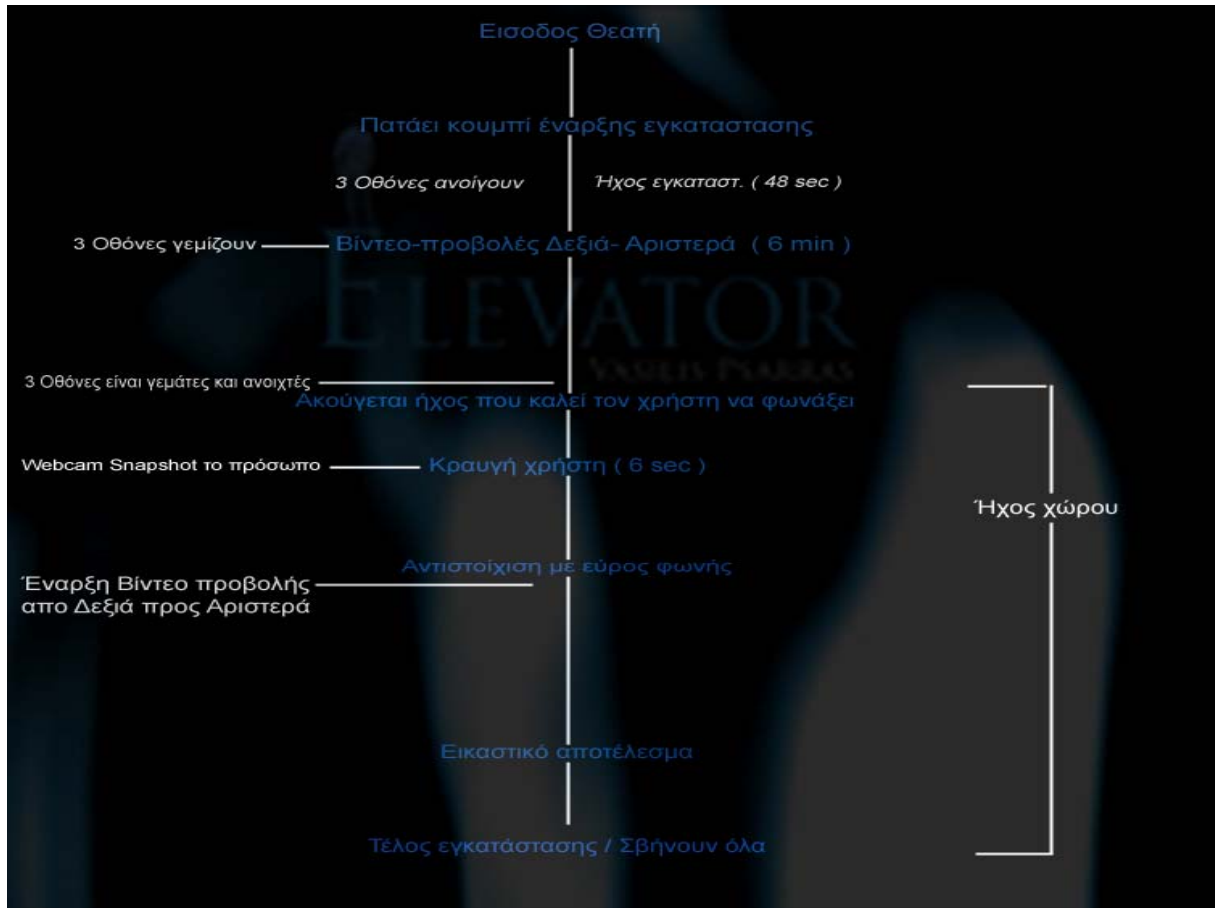 Εισοδος Θεατή
Πατάει κουμπί έναρξης εγκαταστασης
3 Οθόνες ανοίγουν
Ήχος εγκαταστ. ( 48 sec )
3 Οθόνες γεμίζουν
Βίντεο-προβολές Δεξιά- Αριστερά ( 6 min )
ELEVATOR
VASILIS PSARRAS
3 Οθόνες είναι γεμάτες και ανοιχτές
Ακούγεται ήχος που καλεί τον χρήστη να φωνάξει
Webcam Snapshot το πρόσωπο
Κραυγή χρήστη ( 6 sec )
Ήχος χώρου
Αντιστοίχιση με εύρος φωνής
Έναρξη Βίντεο προβολής
απο Δεξιά προς Αριστερά
Εικαστικό αποτέλεσμα
Τέλος εγκατάστασης / Σβήνουν όλα